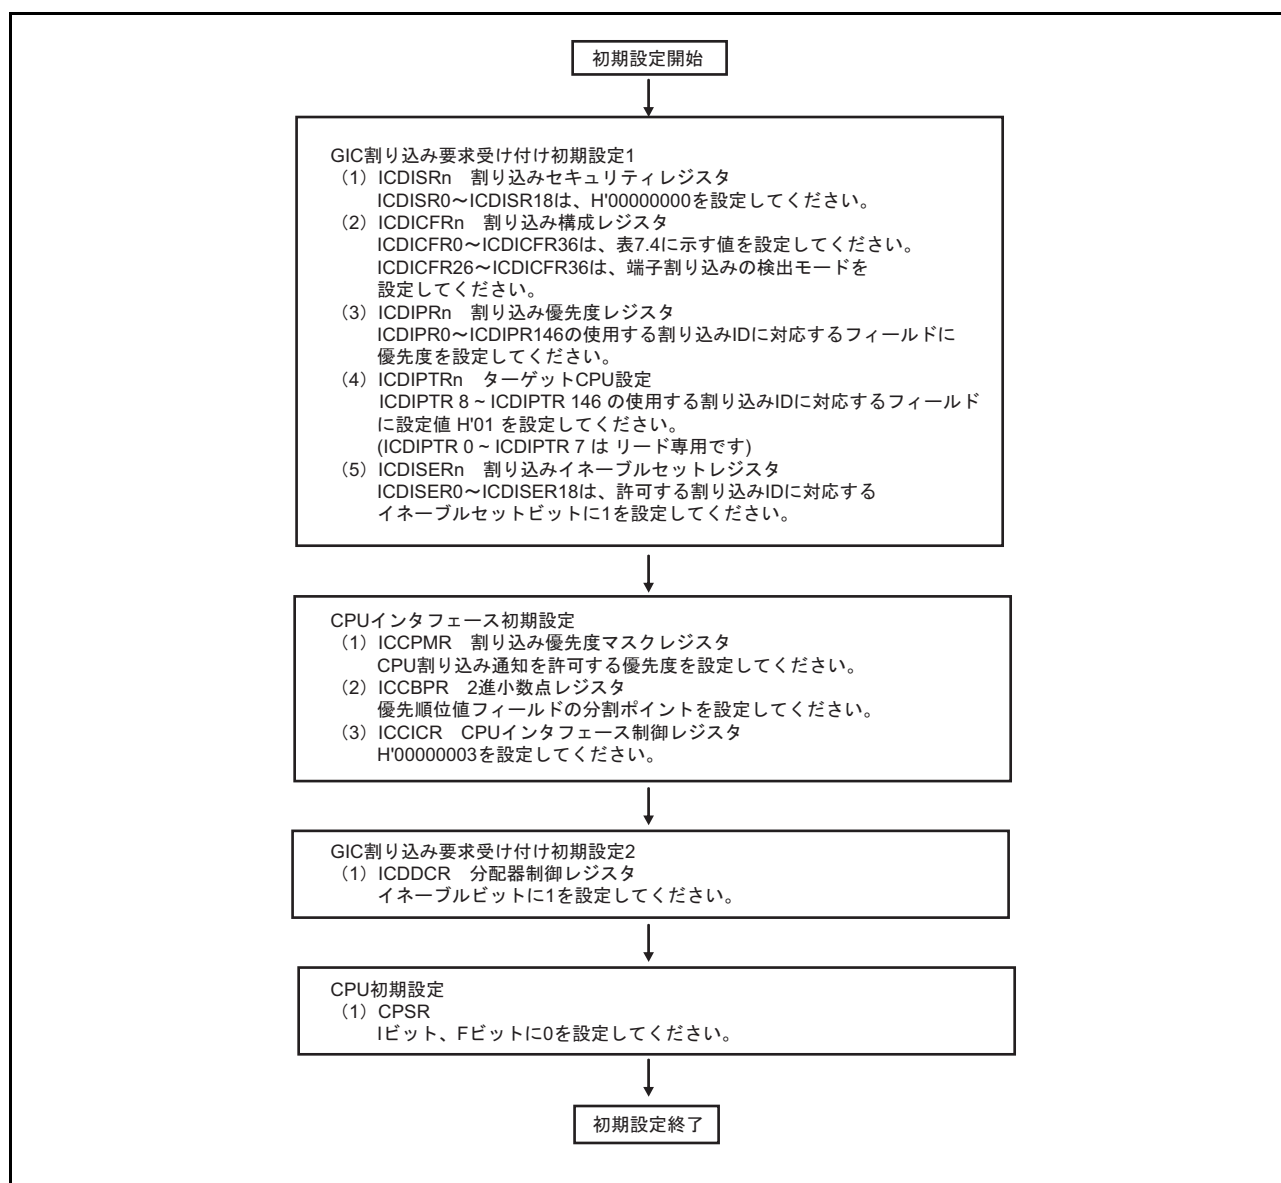 初期設定開始
GIC割り込み要求受け付け初期設定1
（1）ICDISRn　割り込みセキュリティレジスタ
ICDISR0～ICDISR18は、H'00000000を設定してください。
（2）ICDICFRn　割り込み構成レジスタ
ICDICFR0～ICDICFR36は、表7.4に示す値を設定してください。
ICDICFR26～ICDICFR36は、端子割り込みの検出モードを
設定してください。
（3）ICDIPRn　割り込み優先度レジスタ
ICDIPR0～ICDIPR146の使用する割り込みIDに対応するフィールドに
優先度を設定してください。
（4）ICDIPTRn　ターゲットCPU設定
ICDIPTR 8 ~ ICDIPTR 146 の使用する割り込みIDに対応するフィールド
に設定値 H'01 を設定してください。
(ICDIPTR 0 ~ ICDIPTR 7 は リード専用です)
（5）ICDISERn　割り込みイネーブルセットレジスタ
ICDISER0～ICDISER18は、許可する割り込みIDに対応する
イネーブルセットビットに1を設定してください。
CPUインタフェース初期設定
（1）ICCPMR　割り込み優先度マスクレジスタ
CPU割り込み通知を許可する優先度を設定してください。
（2）ICCBPR　2進小数点レジスタ
優先順位値フィールドの分割ポイントを設定してください。
（3）ICCICR　CPUインタフェース制御レジスタ
H'00000003を設定してください。
GIC割り込み要求受け付け初期設定2
（1）ICDDCR　分配器制御レジスタ
イネーブルビットに1を設定してください。
CPU初期設定
（1）CPSR
Iビット、Fビットに0を設定してください。
初期設定終了